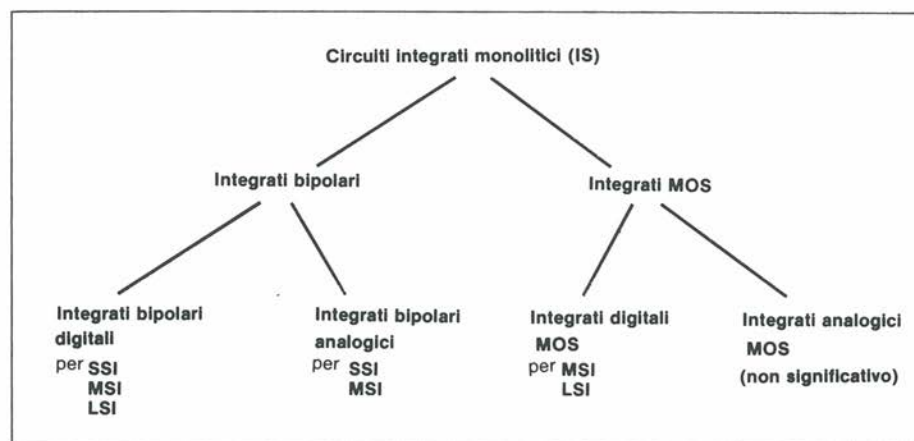 Circuiti integrati monolitici (IS)
Integrati bipolari
Integrati MOS
Integrati bipolari
digitali
per SSI
MSI
LSI
Integrati bipolari
analogici
per SSI
MSI
Integrati digitali
MOS
per MSI
LSI
Integrati analogici
MOS
(non significativo)